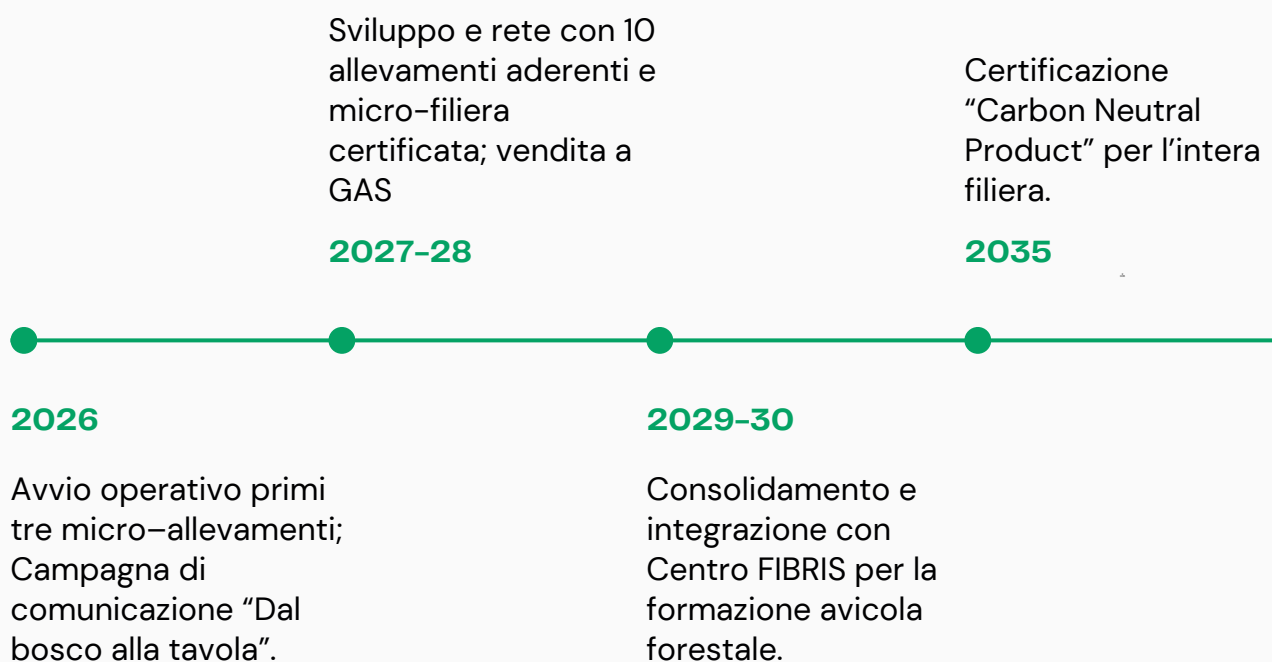 Sviluppo e rete con 10
allevamenti aderenti e
micro-filiera
certificata; vendita a
GAS
2027-28
Certificazione
“Carbon Neutral
Product” per l’intera
filiera.
2035
2026
Avvio operativo primi
tre micro–allevamenti;
Campagna di
comunicazione “Dal
bosco alla tavola”.
2029-30
Consolidamento e
integrazione con
Centro FIBRIS per la
formazione avicola
forestale.